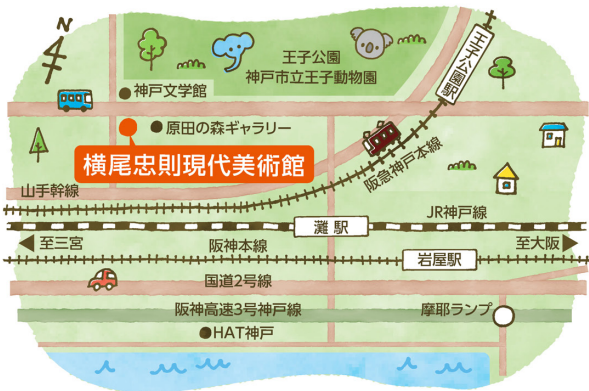 N
王子公園
神戸市立王子動物園
王子公園駅
神戸文学館
原田の森ギャラリー
横尾忠則現代美術館
阪急神戸本線
山手幹線
JR神戸線
灘駅
至三宮
阪神本線
岩屋駅
至大阪
国道2号線
阪神高速3号神戸線
摩耶ランプ
HAT神戸